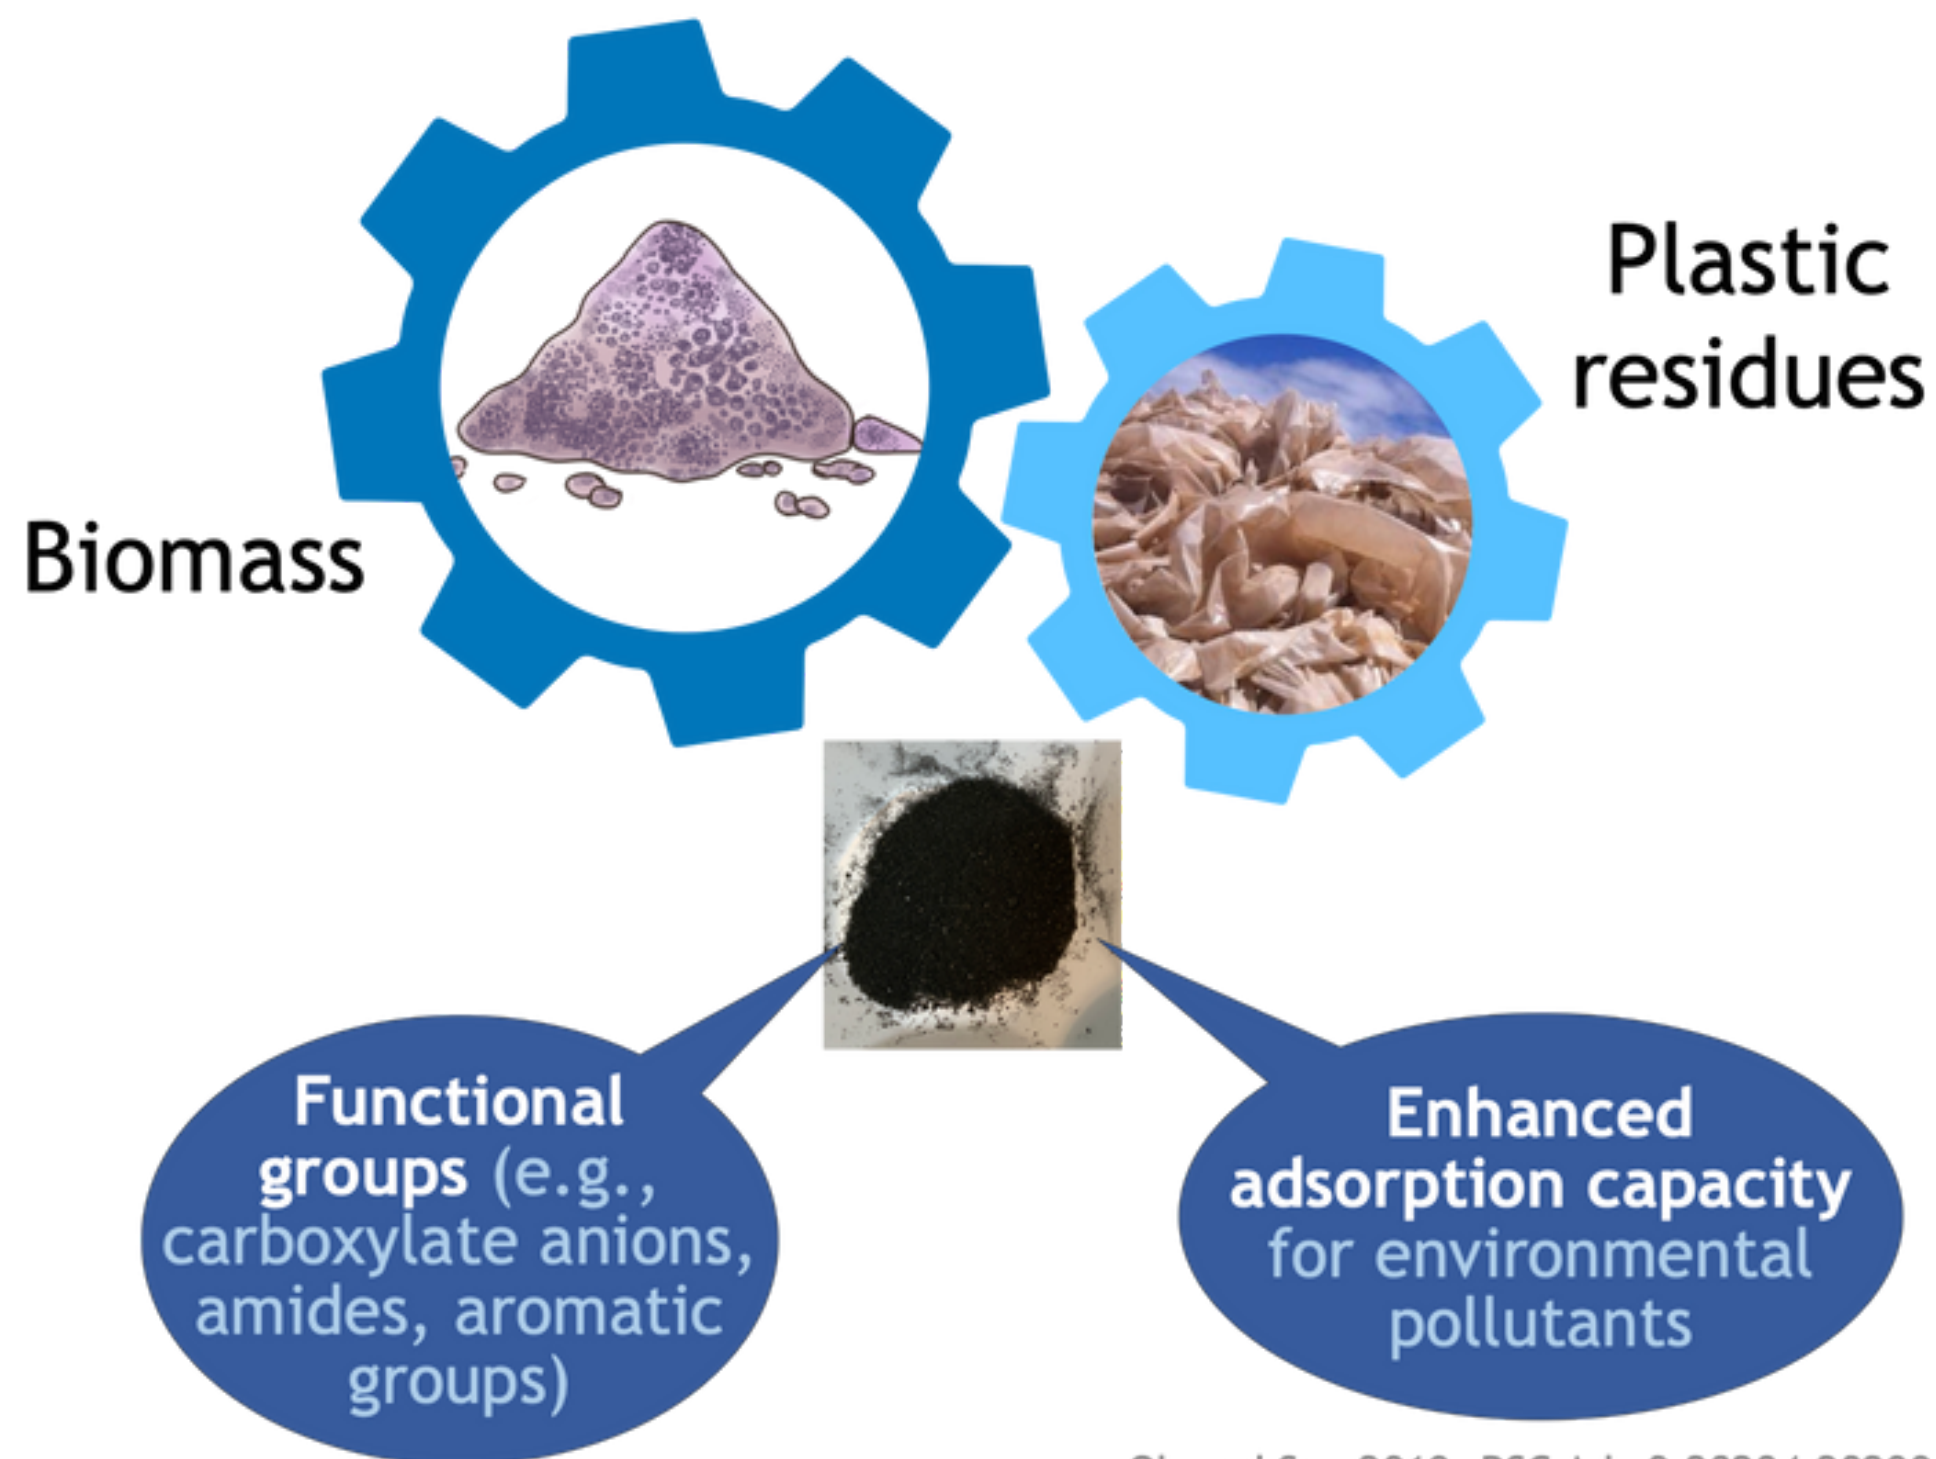 Plastic
residues
Biomass
Functional
groups (e.g.,
carboxylate anions,
amides, aromatic
groups)
Enhanced
adsorption capacity
for environmental
pollutants